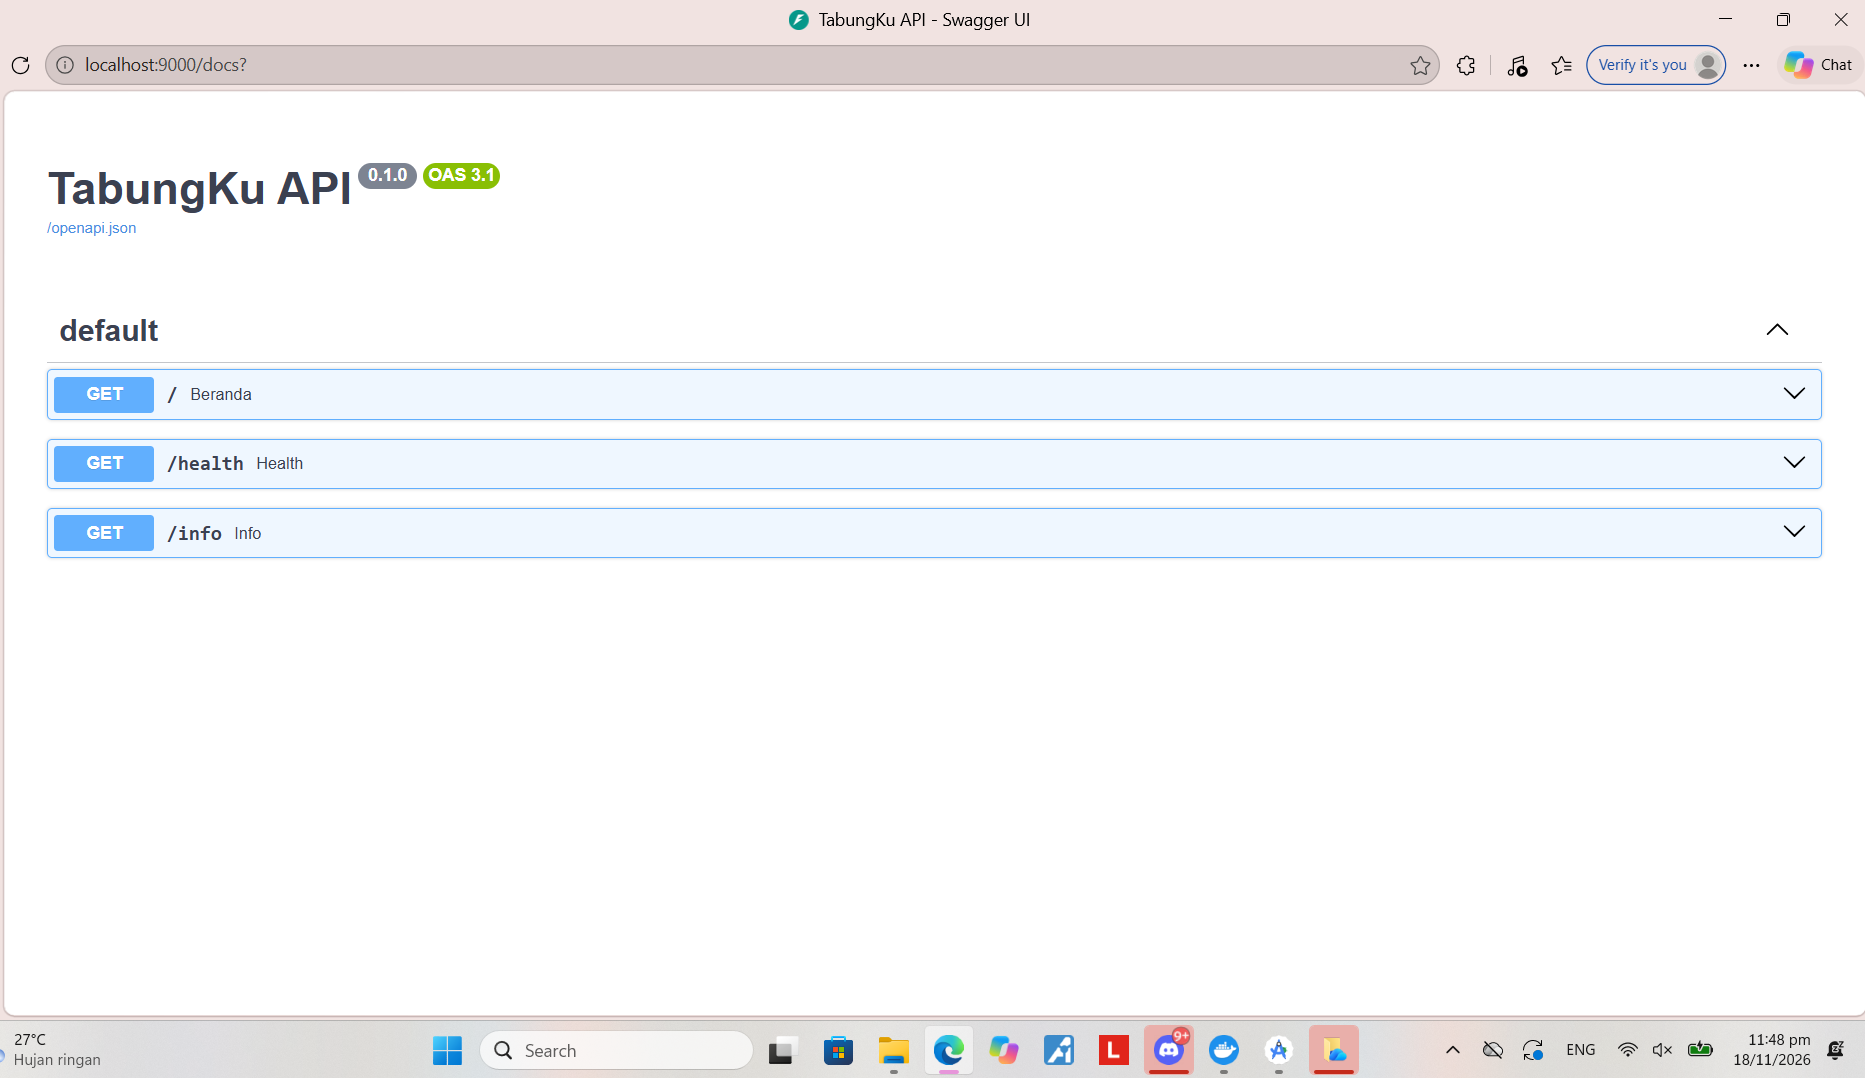 TabungKu API - Swagger UI
localhost:9000/docs?
Verify it's you
Chat
TabungKu API 0.1.0 OAS 3.1
/openapi.json
default
GET / Beranda
GET /health Health
GET /info Info
27°C
Hujan ringan
Search
L
9+
ENG
11:48 pm
18/11/2026